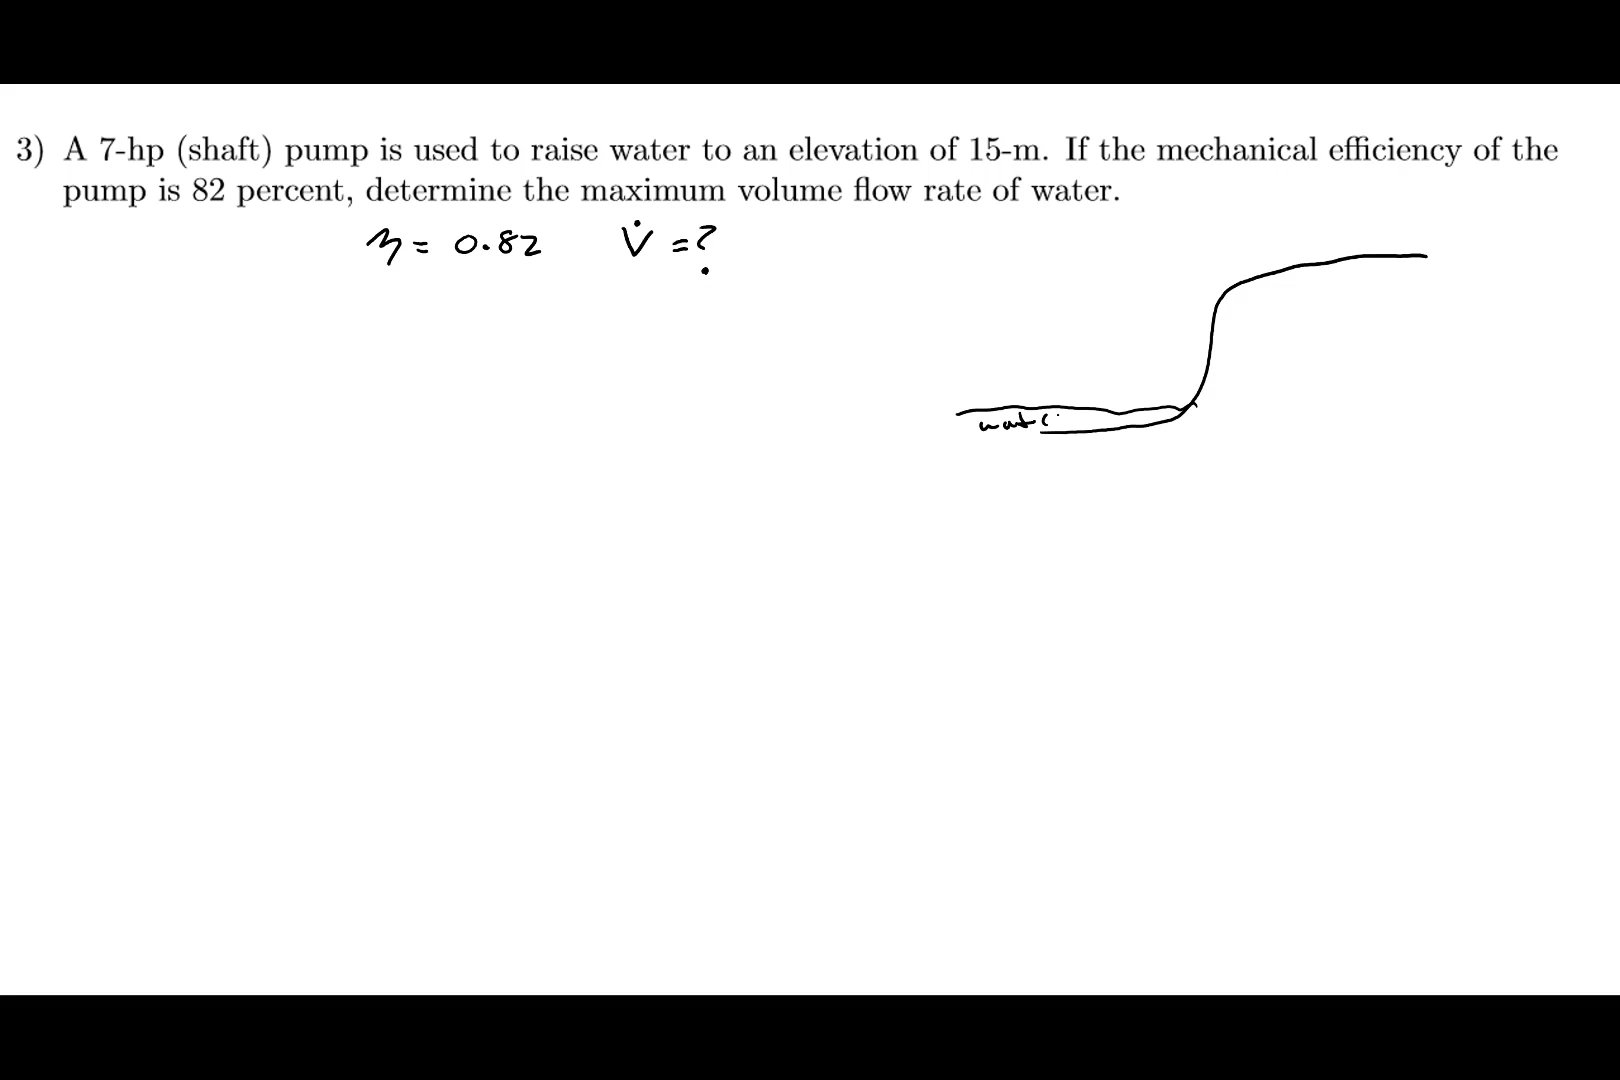 3) A 7-hp (shaft) pump is used to raise water to an elevation of 15-m. If the mechanical efficiency of the
pump is 82 percent, determine the maximum volume flow rate of water.
η = 0.82 V̇ = ?